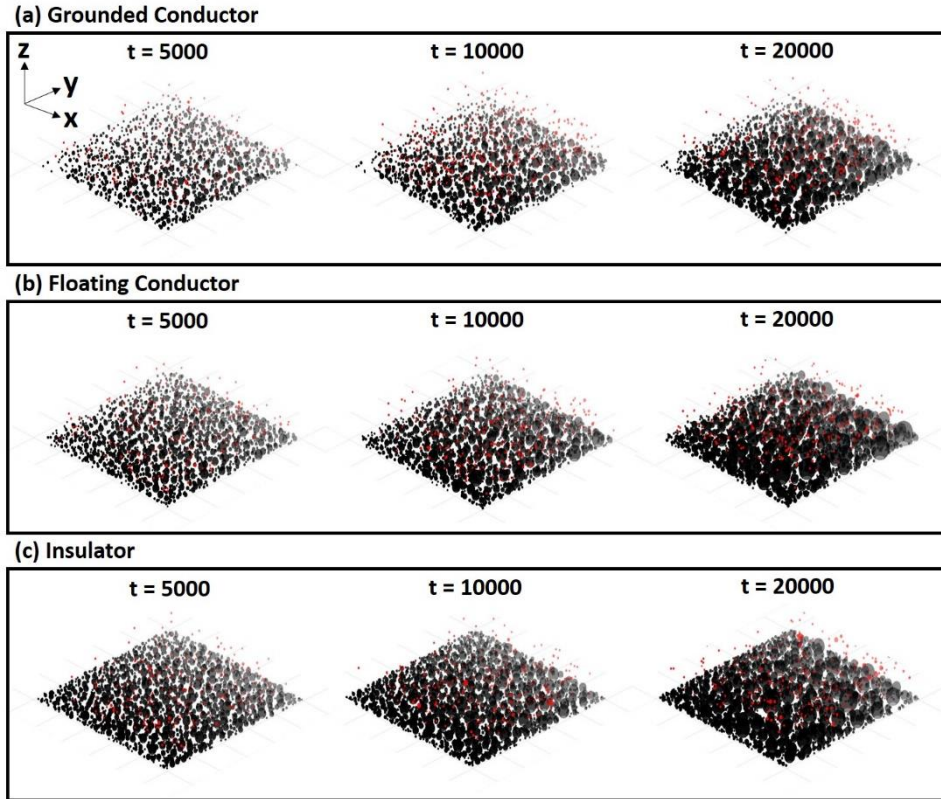 (a) Grounded Conductor
t = 5000 t = 10000 t = 20000
z
y
x
(b) Floating Conductor
t = 5000 t = 10000 t = 20000
(c) Insulator
t = 5000 t = 10000 t = 20000